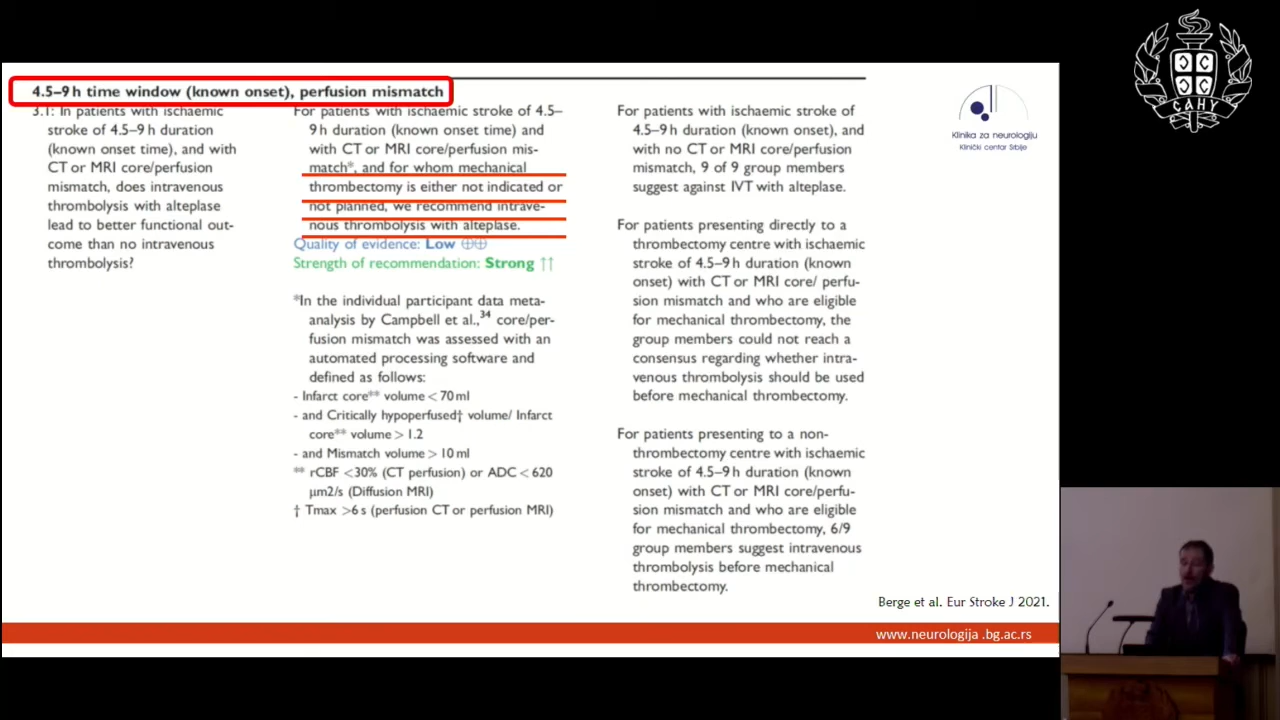 4.5–9 h time window (known onset), perfusion mismatch
3.1: In patients with ischaemic
stroke of 4.5–9 h duration
(known onset time), and with
CT or MRI core/perfusion
mismatch, does intravenous
thrombolysis with alteplase
lead to better functional out-
come than no intravenous
thrombolysis?
For patients with ischaemic stroke of 4.5–
9 h duration (known onset time) and
with CT or MRI core/perfusion mis-
match*, and for whom mechanical
thrombectomy is either not indicated or
not planned, we recommend intrave-
nous thrombolysis with alteplase.
Quality of evidence: Low ⊕⊕
Strength of recommendation: Strong ↑↑
*In the individual participant data meta-
analysis by Campbell et al.,34 core/per-
fusion mismatch was assessed with an
automated processing software and
defined as follows:
- Infarct core** volume < 70 ml
- and Critically hypoperfused† volume/ Infarct
core** volume > 1.2
- and Mismatch volume > 10 ml
** rCBF <30% (CT perfusion) or ADC < 620
µm2/s (Diffusion MRI)
† Tmax >6 s (perfusion CT or perfusion MRI)
For patients with ischaemic stroke of
4.5–9 h duration (known onset), and
with no CT or MRI core/perfusion
mismatch, 9 of 9 group members
suggest against IVT with alteplase.
For patients presenting directly to a
thrombectomy centre with ischaemic
stroke of 4.5–9 h duration (known
onset) with CT or MRI core/ perfu-
sion mismatch and who are eligible
for mechanical thrombectomy, the
group members could not reach a
consensus regarding whether intra-
venous thrombolysis should be used
before mechanical thrombectomy.
For patients presenting to a non-
thrombectomy centre with ischaemic
stroke of 4.5–9 h duration (known
onset) with CT or MRI core/perfu-
sion mismatch and who are eligible
for mechanical thrombectomy, 6/9
group members suggest intravenous
thrombolysis before mechanical
thrombectomy.
Klinika za neurologiju
Klinički centar Srbije
Berge et al. Eur Stroke J 2021.
www.neurologija .bg.ac.rs
САНУ